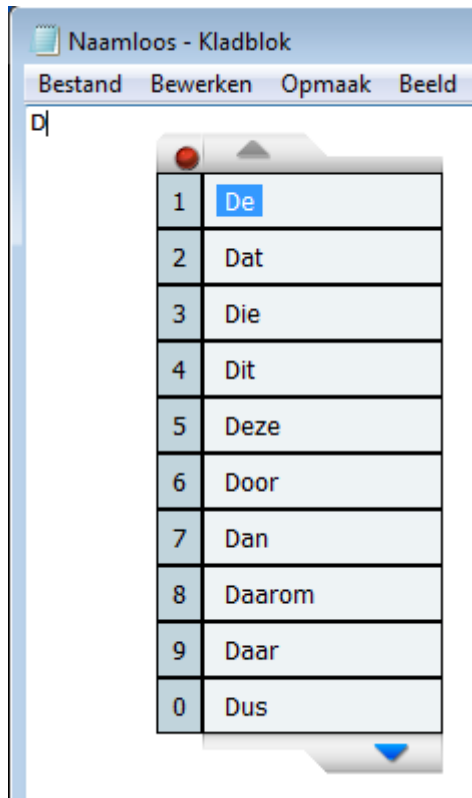 Naamloos - Kladblok
Bestand Bewerken Opmaak Beeld
D
1 De
2 Dat
3 Die
4 Dit
5 Deze
6 Door
7 Dan
8 Daarom
9 Daar
0 Dus